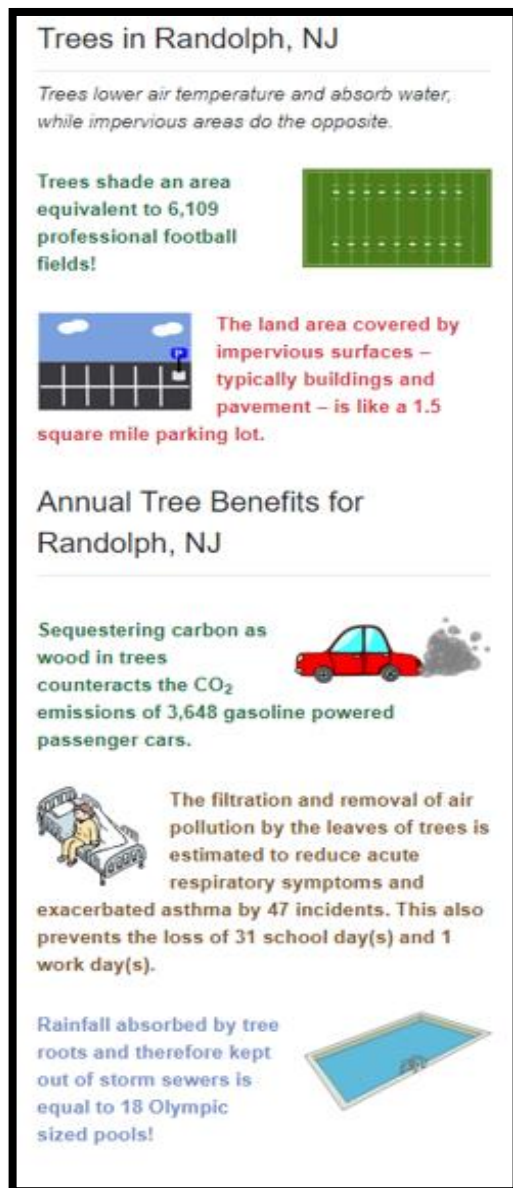 Trees in Randolph, NJ
Trees lower air temperature and absorb water,
while impervious areas do the opposite.
Trees shade an area
equivalent to 6,109
professional football
fields!
P
The land area covered by
impervious surfaces –
typically buildings and
pavement – is like a 1.5
square mile parking lot.
Annual Tree Benefits for
Randolph, NJ
Sequestering carbon as
wood in trees
counteracts the CO₂
emissions of 3,648 gasoline powered
passenger cars.
The filtration and removal of air
pollution by the leaves of trees is
estimated to reduce acute
respiratory symptoms and
exacerbated asthma by 47 incidents. This also
prevents the loss of 31 school day(s) and 1
work day(s).
Rainfall absorbed by tree
roots and therefore kept
out of storm sewers is
equal to 18 Olympic
sized pools!